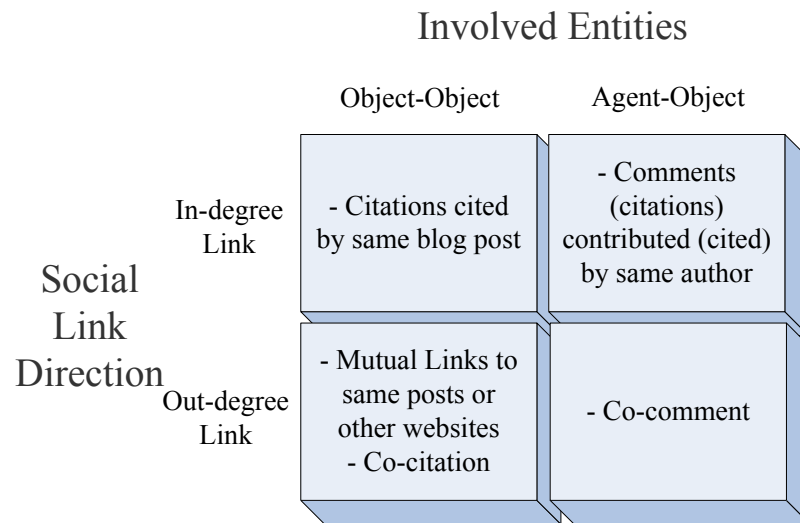 Involved Entities
Object-Object
Agent-Object
In-degree
Link
- Citations cited
by same blog post
- Comments
(citations)
contributed (cited)
by same author
Social
Link
Direction
Out-degree
Link
- Mutual Links to
same posts or
other websites
- Co-citation
- Co-comment